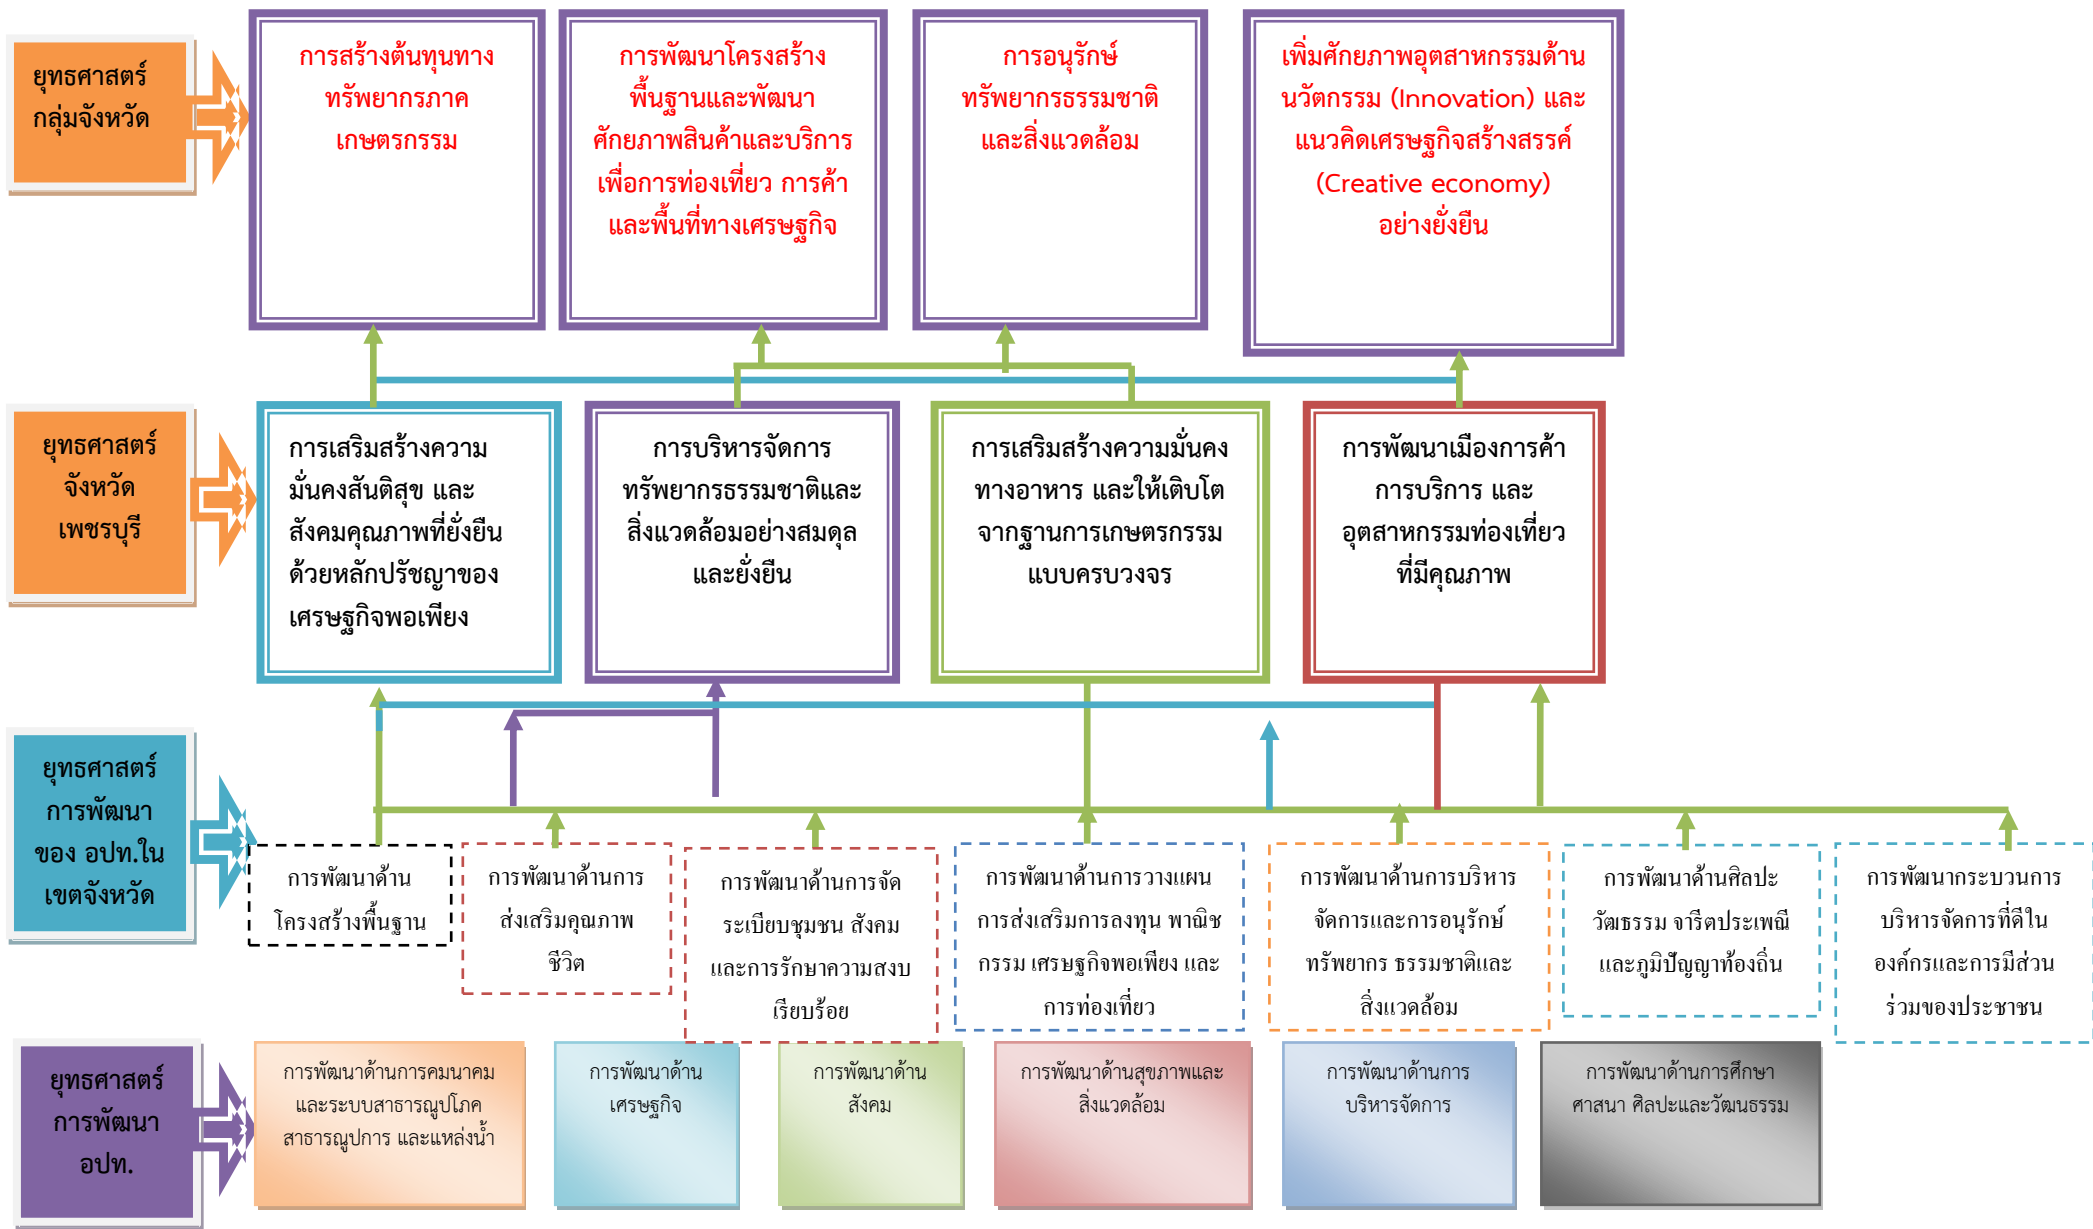 ยุทธศาสตร์
กลุ่มจังหวัด
การสร้างต้นทุนทาง
ทรัพยากรภาค
เกษตรกรรม
การพัฒนาโครงสร้าง
พื้นฐานและพัฒนา
ศักยภาพสินค้าและบริการ
เพื่อการท่องเที่ยว การค้า
และพื้นที่ทางเศรษฐกิจ
การอนุรักษ์
ทรัพยากรธรรมชาติ
และสิ่งแวดล้อม
เพิ่มศักยภาพอุตสาหกรรมด้าน
นวัตกรรม (Innovation) และ
แนวคิดเศรษฐกิจสร้างสรรค์
(Creative economy)
อย่างยั่งยืน
ยุทธศาสตร์
จังหวัด
เพชรบุรี
การเสริมสร้างความ
มั่นคงสันติสุข และ
สังคมคุณภาพที่ยั่งยืน
ด้วยหลักปรัชญาของ
เศรษฐกิจพอเพียง
การบริหารจัดการ
ทรัพยากรธรรมชาติและ
สิ่งแวดล้อมอย่างสมดุล
และยั่งยืน
การเสริมสร้างความมั่นคง
ทางอาหาร และให้เติบโต
จากฐานการเกษตรกรรม
แบบครบวงจร
การพัฒนาเมืองการค้า
การบริการ และ
อุตสาหกรรมท่องเที่ยว
ที่มีคุณภาพ
ยุทธศาสตร์
การพัฒนา
ของ อปท.ใน
เขตจังหวัด
การพัฒนาด้าน
โครงสร้างพื้นฐาน
การพัฒนาด้านการ
ส่งเสริมคุณภาพ
ชีวิต
การพัฒนาด้านการจัด
ระเบียบชุมชน สังคม
และการรักษาความสงบ
เรียบร้อย
การพัฒนาด้านการวางแผน
การส่งเสริมการลงทุน พาณิช
กรรม เศรษฐกิจพอเพียง และ
การท่องเที่ยว
การพัฒนาด้านการบริหาร
จัดการและการอนุรักษ์
ทรัพยากร ธรรมชาติและ
สิ่งแวดล้อม
การพัฒนาด้านศิลปะ
วัฒธรรม จารีตประเพณี
และภูมิปัญญาท้องถิ่น
การพัฒนากระบวนการ
บริหารจัดการที่ดีใน
องค์กรและการมีส่วน
ร่วมของประชาชน
ยุทธศาสตร์
การพัฒนา
อปท.
การพัฒนาด้านการคมนาคม
และระบบสาธารณูปโภค
สาธารณูปการ และแหล่งน้ำ
การพัฒนาด้าน
เศรษฐกิจ
การพัฒนาด้าน
สังคม
การพัฒนาด้านสุขภาพและ
สิ่งแวดล้อม
การพัฒนาด้านการ
บริหารจัดการ
การพัฒนาด้านการศึกษา
ศาสนา ศิลปะและวัฒนธรรม